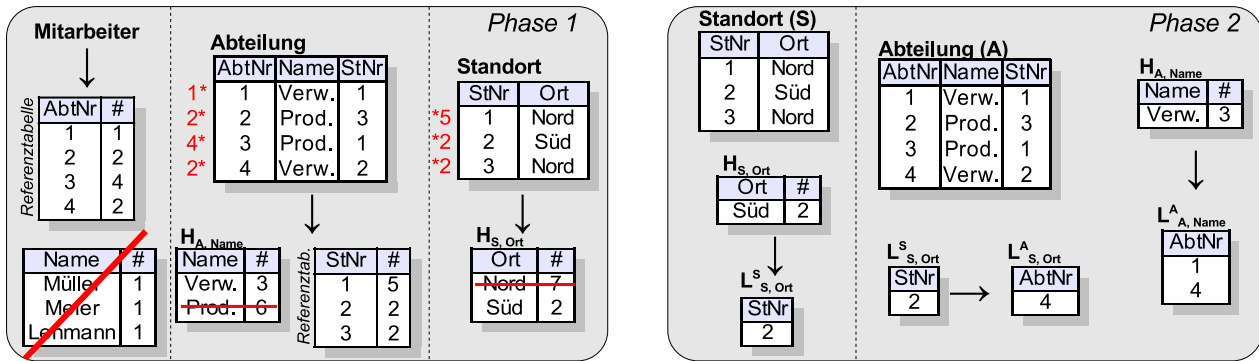 Phase 1
Mitarbeiter
Referenztabelle
AbtNr #
1 1
2 2
3 4
4 2
Name #
Müller 1
Meier 1
Lehmann 1
Abteilung
AbtNr Name StNr
1* 1 Verw. 1
2* 2 Prod. 3
4* 3 Prod. 1
2* 4 Verw. 2
H A, Name
Name #
Verw. 3
Prod. 6
Referenztab.
StNr #
1 5
2 2
3 2
Standort
StNr Ort
*5 1 Nord
*2 2 Süd
*2 3 Nord
H S, Ort
Ort #
Nord 7
Süd 2
Phase 2
Standort (S)
StNr Ort
1 Nord
2 Süd
3 Nord
H S, Ort
Ort #
Süd 2
L S S, Ort
StNr
2
Abteilung (A)
AbtNr Name StNr
1 Verw. 1
2 Prod. 3
3 Prod. 1
4 Verw. 2
L S S, Ort
StNr
2
L A S, Ort
AbtNr
4
H A, Name
Name #
Verw. 3
L A A, Name
AbtNr
1
4